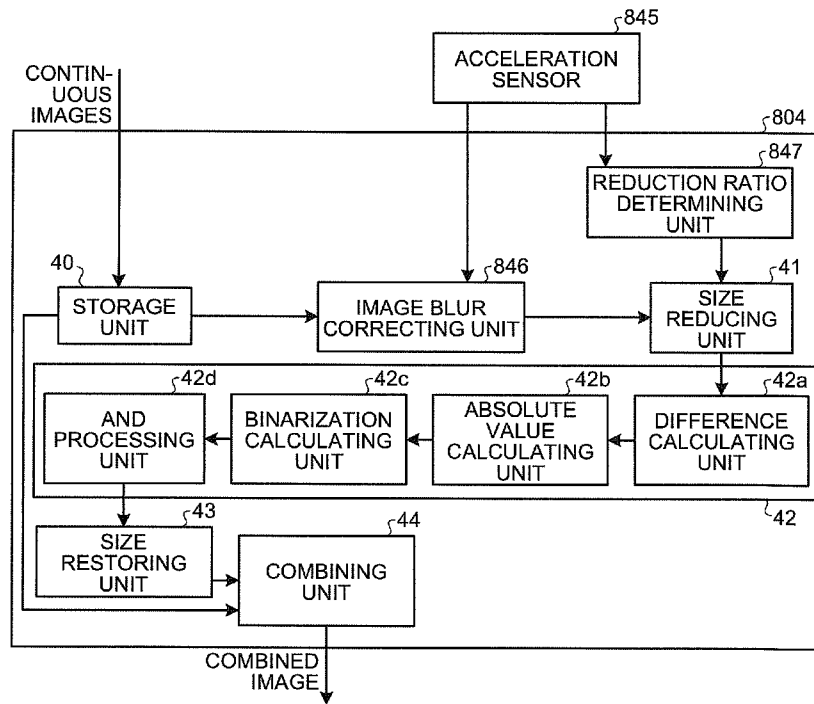 845
ACCELERATION
SENSOR
CONTIN-
UOUS
IMAGES
804
847
REDUCTION RATIO
DETERMINING
UNIT
40
STORAGE
UNIT
846
IMAGE BLUR
CORRECTING UNIT
41
SIZE
REDUCING
UNIT
42d
AND
PROCESSING
UNIT
42c
BINARIZATION
CALCULATING
UNIT
42b
ABSOLUTE
VALUE
CALCULATING
UNIT
42a
DIFFERENCE
CALCULATING
UNIT
42
43
SIZE
RESTORING
UNIT
44
COMBINING
UNIT
COMBINED
IMAGE